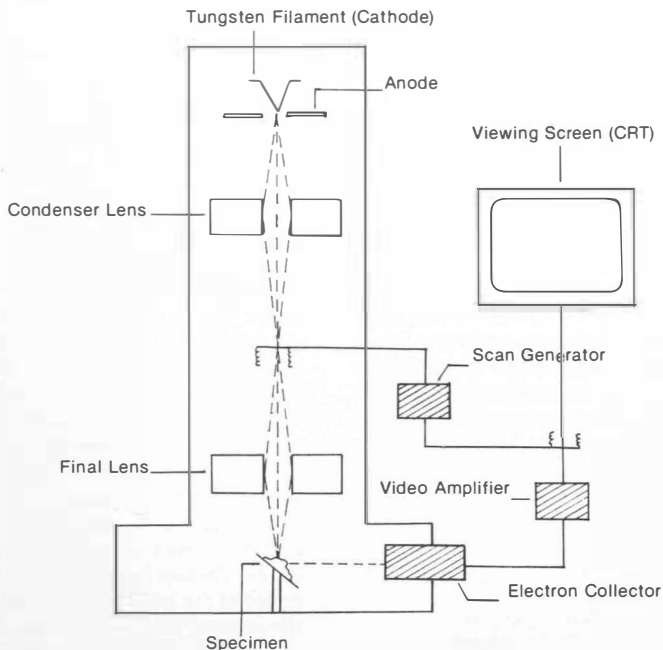 Tungsten Filament (Cathode)
Anode
Viewing Screen (CRT)
Condenser Lens
Scan Generator
Final Lens
Video Amplifier
Electron Collector
Specimen